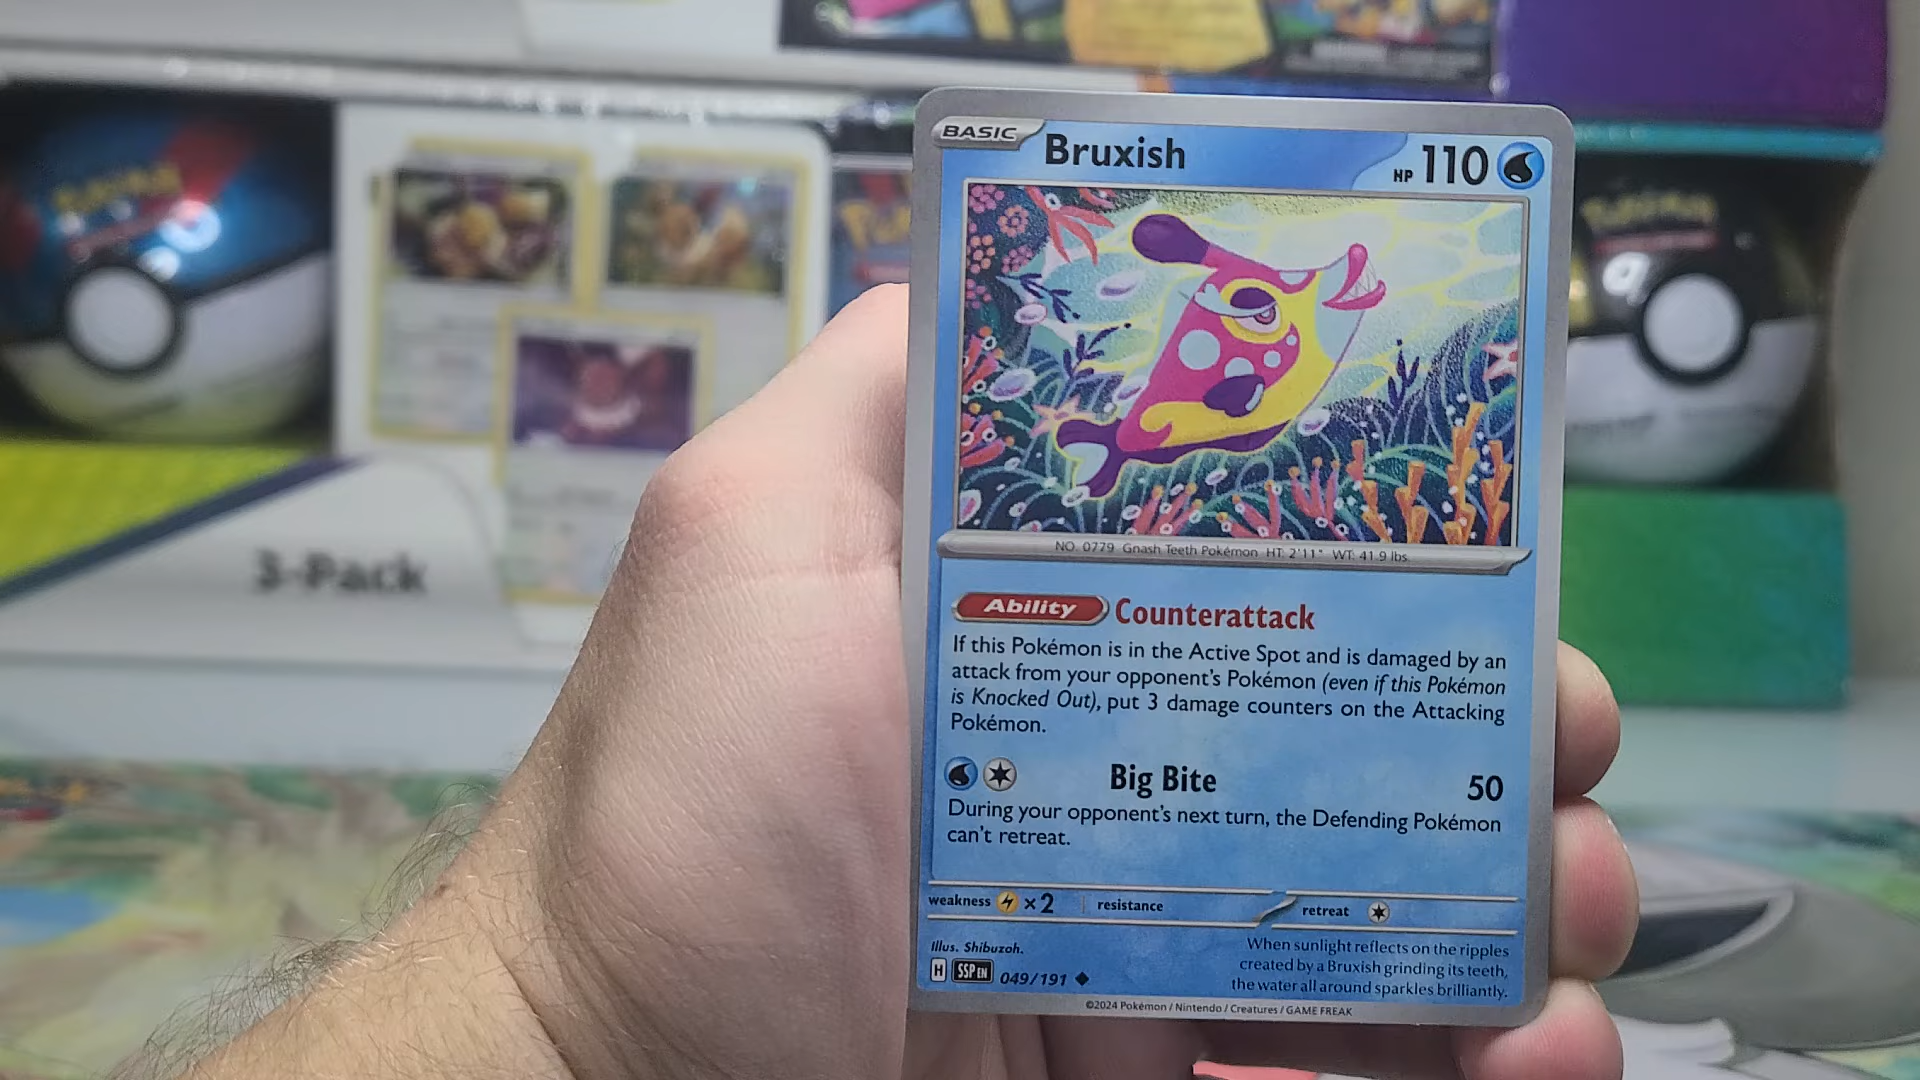 BASIC
Bruxish
HP 110
NO. 0779 Gnash Teeth Pokémon HT: 2'11" WT: 41.9 lbs.
Ability Counterattack
If this Pokémon is in the Active Spot and is damaged by an
attack from your opponent's Pokémon (even if this Pokémon
is Knocked Out), put 3 damage counters on the Attacking
Pokémon.
Big Bite 50
During your opponent's next turn, the Defending Pokémon
can't retreat.
weakness ×2 resistance retreat
Illus. Shibuzoh.
H SSP EN 049/191
When sunlight reflects on the ripples
created by a Bruxish grinding its teeth,
the water all around sparkles brilliantly.
©2024 Pokémon / Nintendo / Creatures / GAME FREAK
3-Pack
POKÉMON
POKÉMON